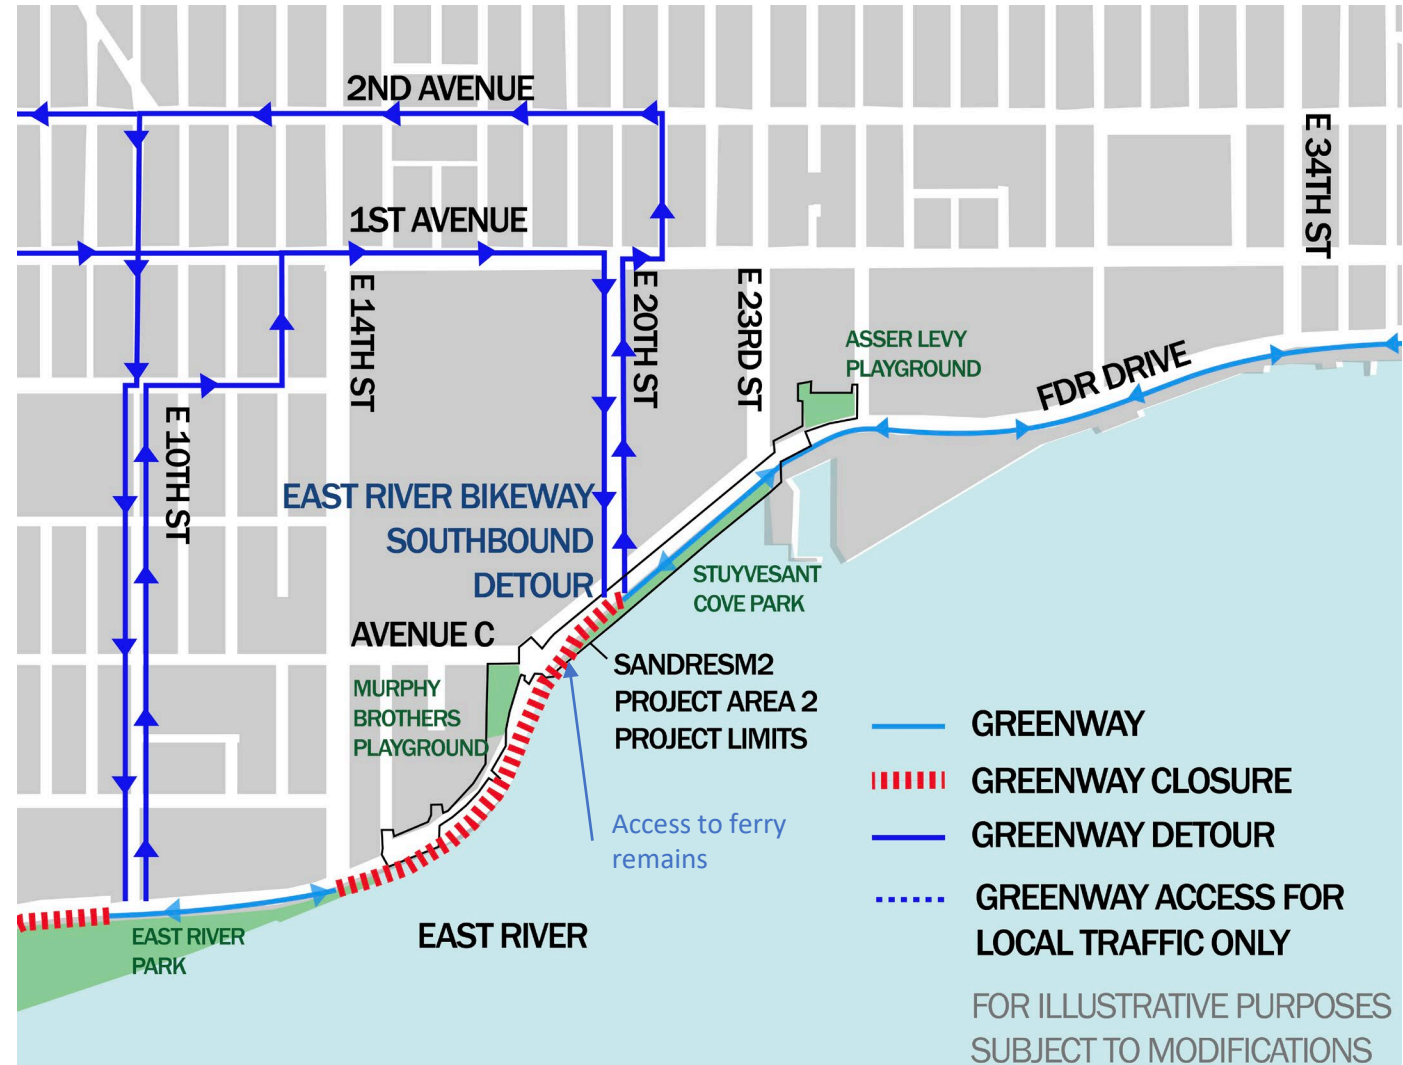 2ND AVENUE
1ST AVENUE
E 34TH ST
E 14TH ST
E 20TH ST
E 23RD ST
ASSER LEVY
PLAYGROUND
FDR DRIVE
E 10TH ST
EAST RIVER BIKEWAY
SOUTHBOUND
DETOUR
STUYVESANT
COVE PARK
AVENUE C
SANDRESM2
PROJECT AREA 2
PROJECT LIMITS
MURPHY
BROTHERS
PLAYGROUND
Access to ferry
remains
EAST RIVER
EAST RIVER
PARK
GREENWAY
GREENWAY CLOSURE
GREENWAY DETOUR
GREENWAY ACCESS FOR
LOCAL TRAFFIC ONLY
FOR ILLUSTRATIVE PURPOSES
SUBJECT TO MODIFICATIONS